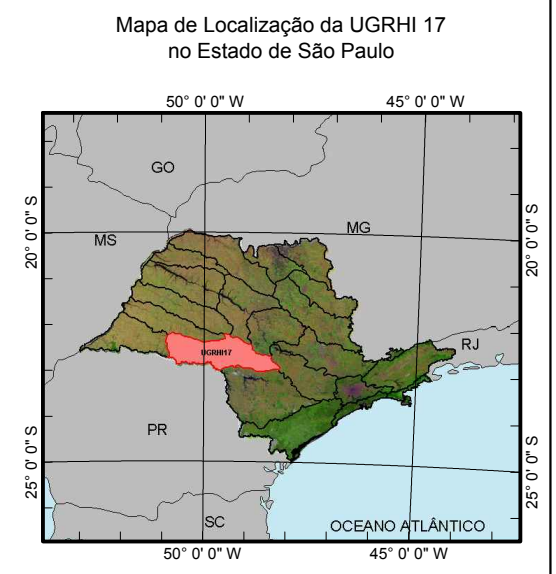 Mapa de Localização da UGRHI 17
no Estado de São Paulo
50° 0' 0" W
45° 0' 0" W
GO
20° 0' 0" S
20° 0' 0" S
MS
MG
UGRHI17
RJ
PR
25° 0' 0" S
25° 0' 0" S
SC
OCEANO ATLÂNTICO
50° 0' 0" W
45° 0' 0" W